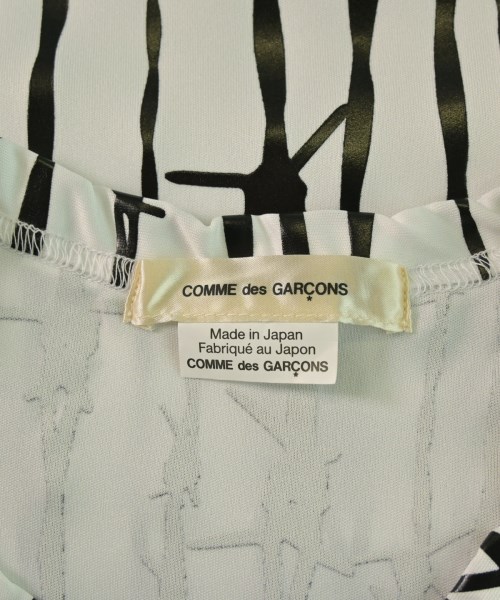 COMME des GARÇONS
*
Made in Japan
Fabriqué au Japon
COMME des GARÇONS
*